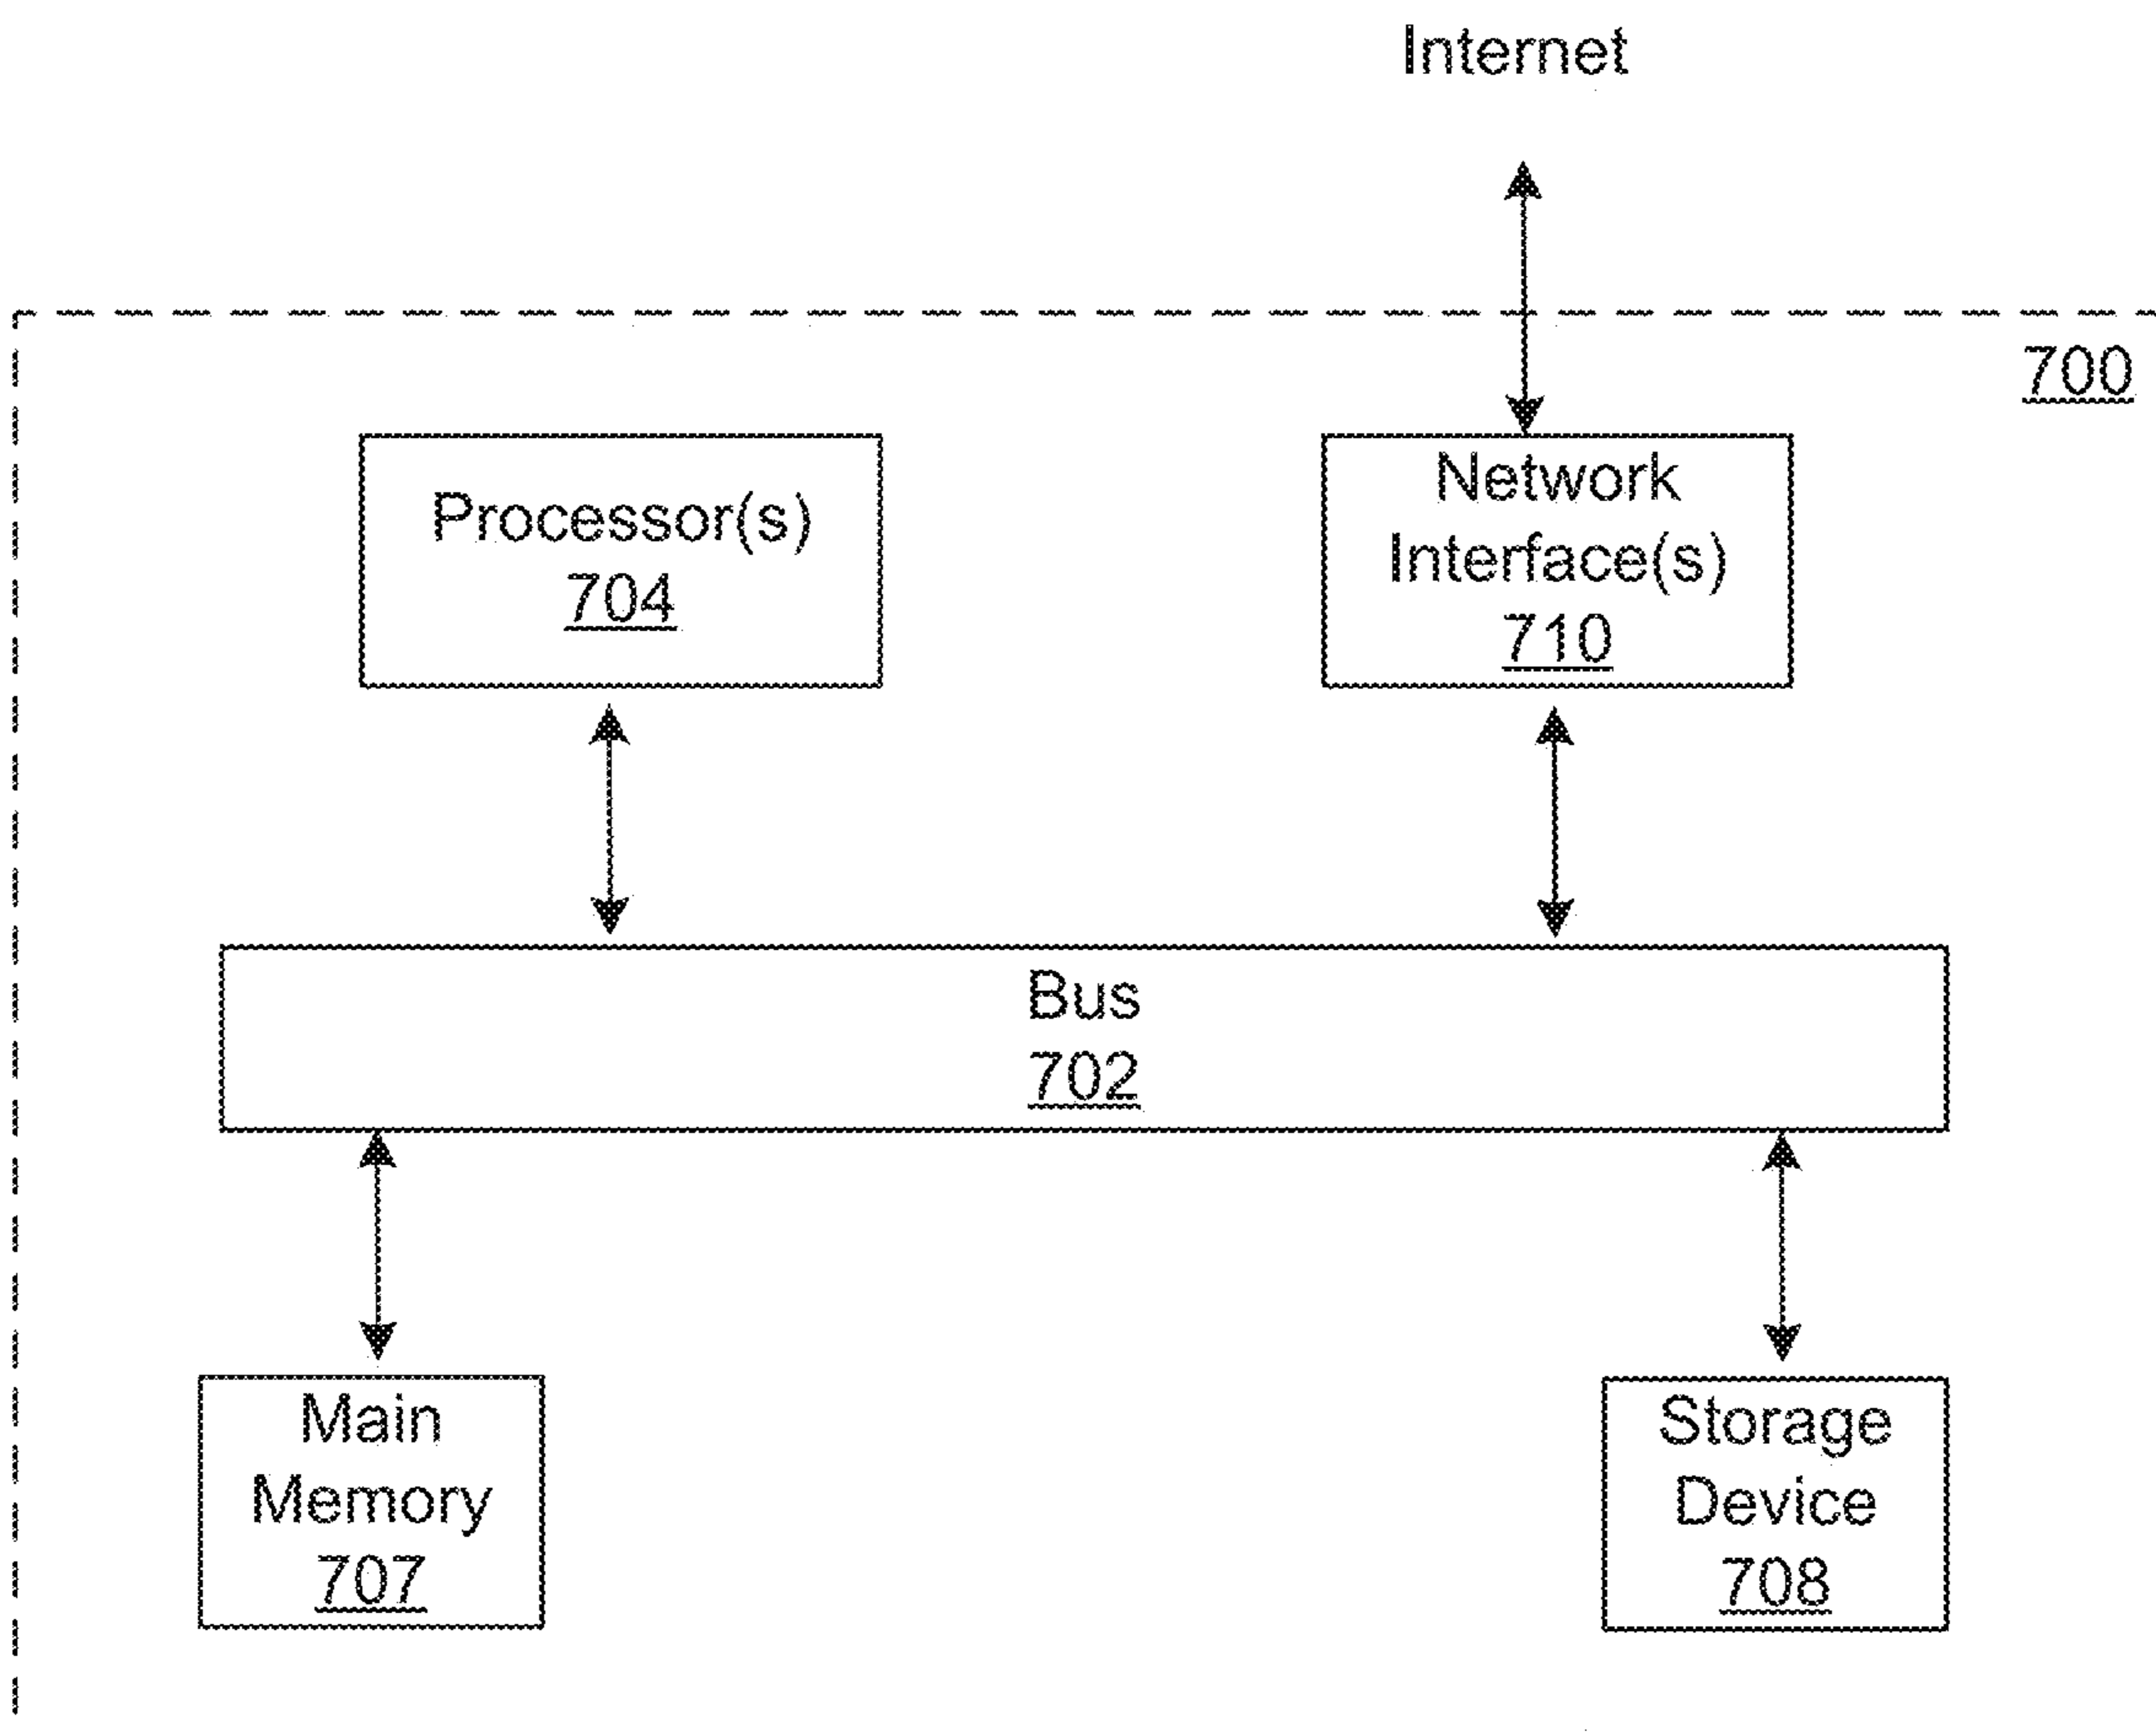 Internet
700
Processor(s)
704
Network
Interface(s)
710
Bus
702
Main
Memory
707
Storage
Device
708